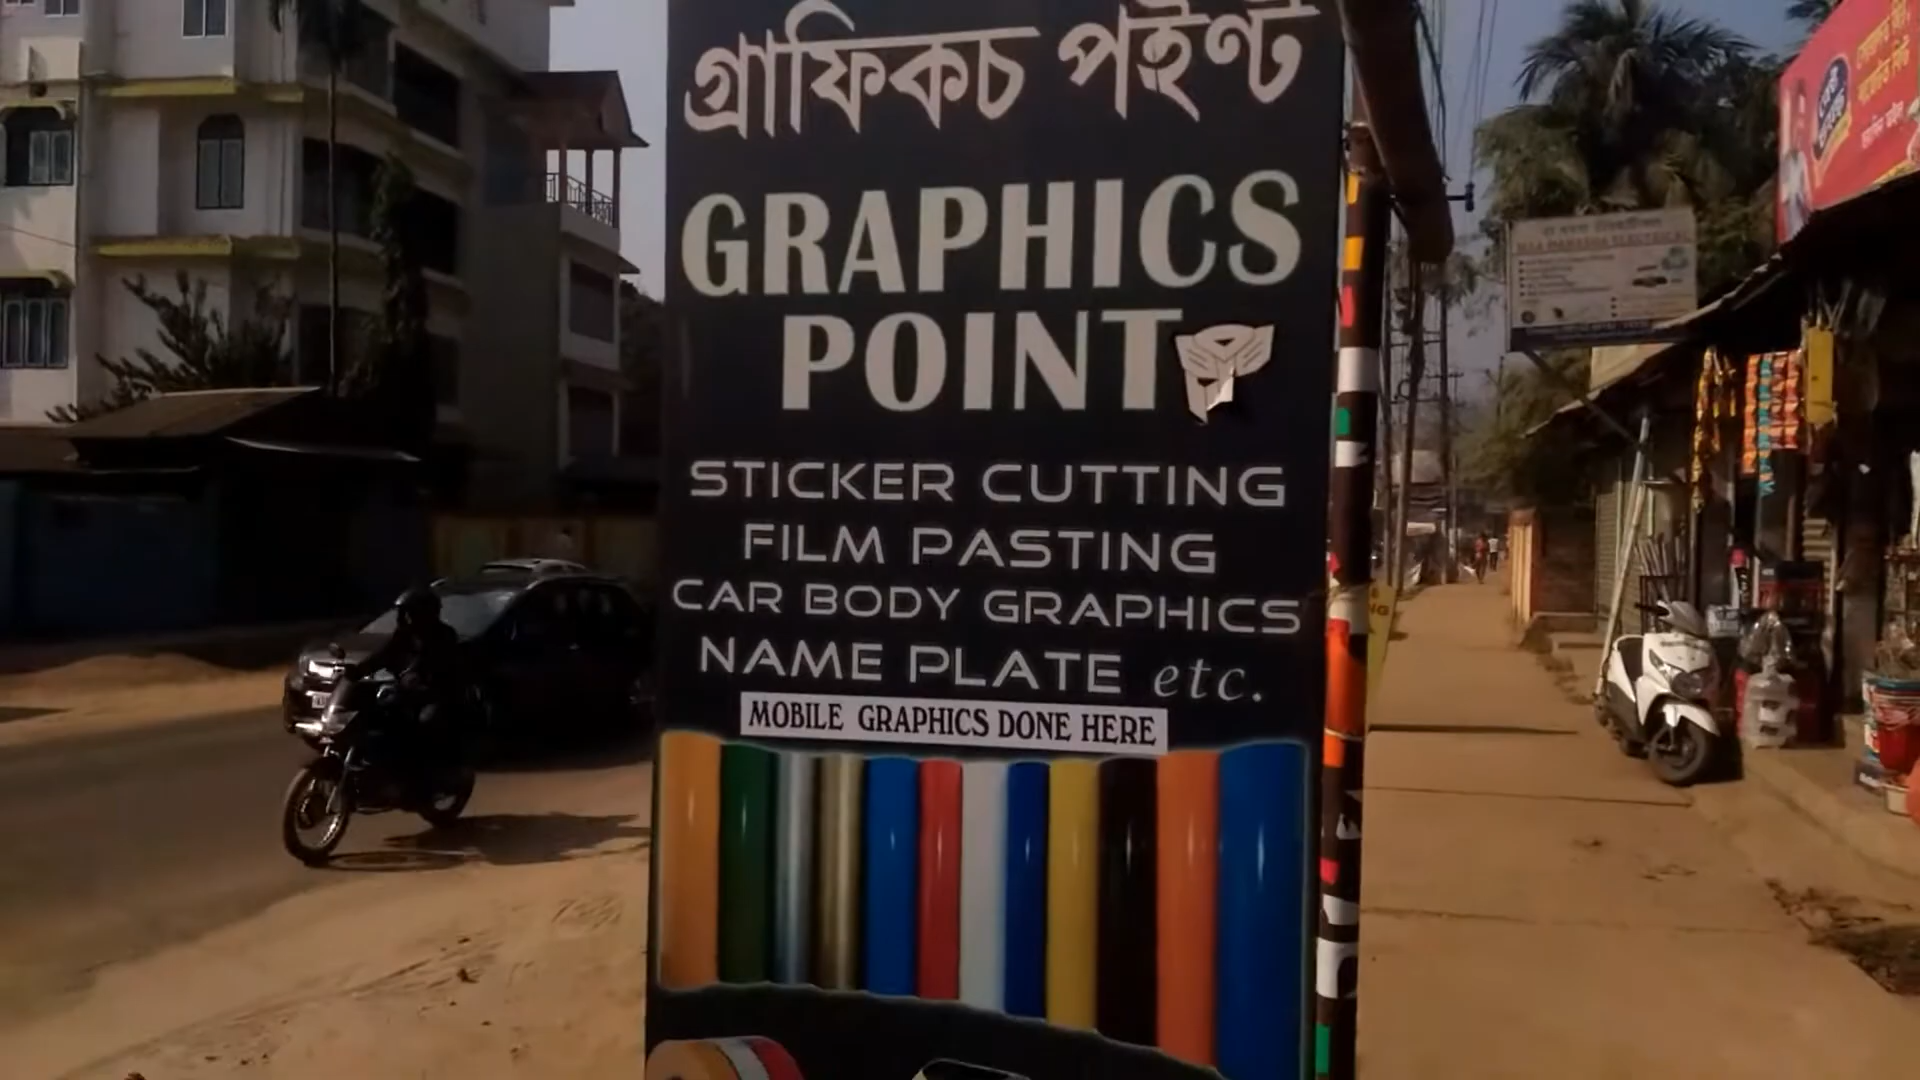 গ্ৰাফিকচ পইণ্ট
GRAPHICS
POINT
STICKER CUTTING
FILM PASTING
CAR BODY GRAPHICS
NAME PLATE etc.
MOBILE GRAPHICS DONE HERE